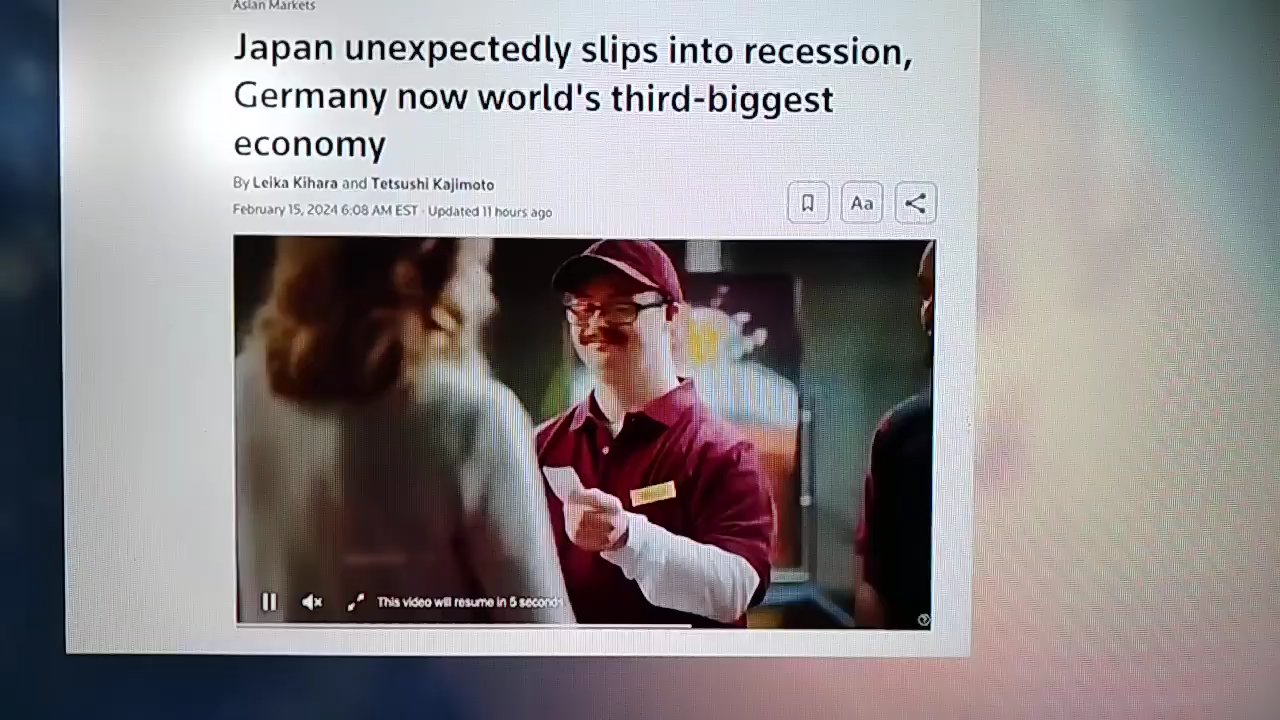 Asian Markets
Japan unexpectedly slips into recession,
Germany now world's third-biggest
economy
By Leika Kihara and Tetsushi Kajimoto
February 15, 2024 6:08 AM EST · Updated 11 hours ago
Aa
This video will resume in 5 seconds